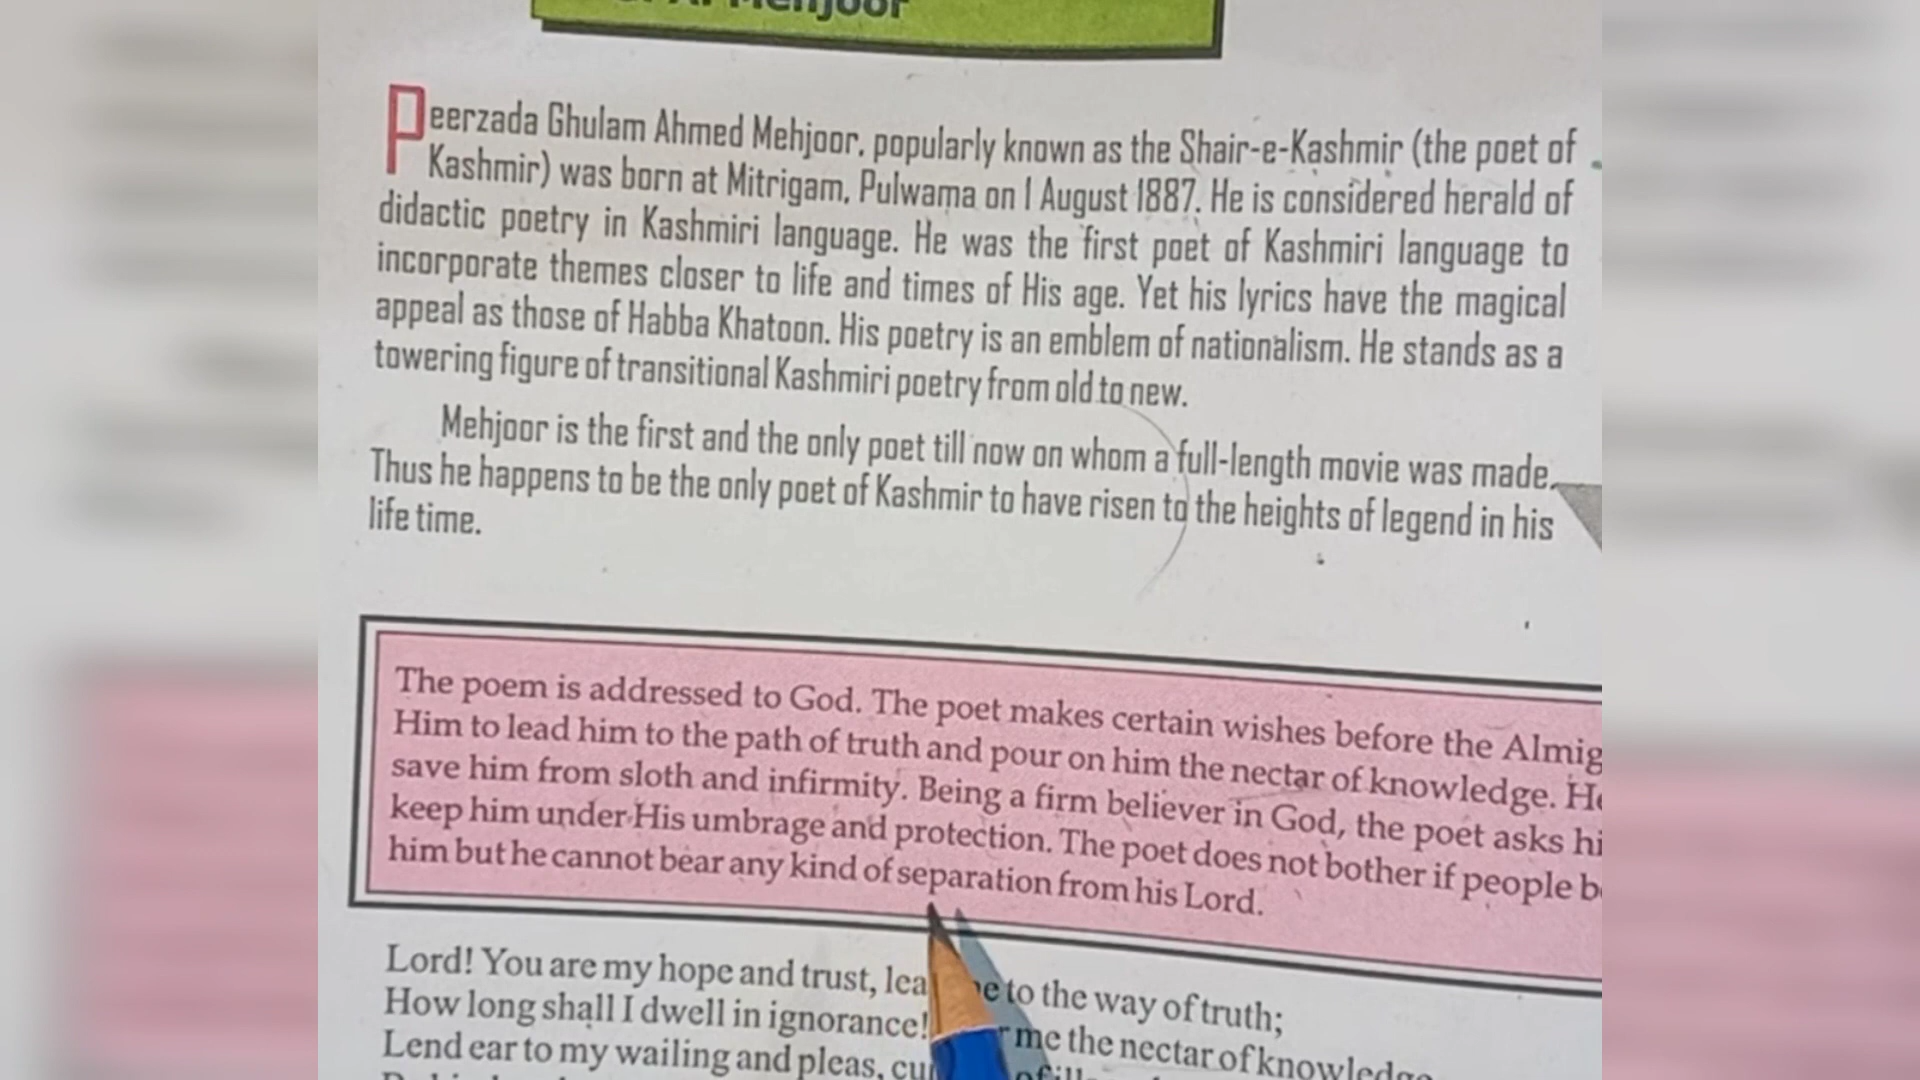 Mehjoor
Peerzada Ghulam Ahmed Mehjoor, popularly known as the Shair-e-Kashmir (the poet of
Kashmir) was born at Mitrigam, Pulwama on 1 August 1887. He is considered herald of
didactic poetry in Kashmiri language. He was the first poet of Kashmiri language to
incorporate themes closer to life and times of His age. Yet his lyrics have the magical
appeal as those of Habba Khatoon. His poetry is an emblem of nationalism. He stands as a
towering figure of transitional Kashmiri poetry from old to new.
Mehjoor is the first and the only poet till now on whom a full-length movie was made.
Thus he happens to be the only poet of Kashmir to have risen to the heights of legend in his
life time.
The poem is addressed to God. The poet makes certain wishes before the Almig
Him to lead him to the path of truth and pour on him the nectar of knowledge. He
save him from sloth and infirmity. Being a firm believer in God, the poet asks hi
keep him under His umbrage and protection. The poet does not bother if people b
him but he cannot bear any kind of separation from his Lord.
Lord! You are my hope and trust, lea to the way of truth;
How long shall I dwell in ignorance! me the nectar of knowledge
Lend ear to my wailing and pleas, cu of